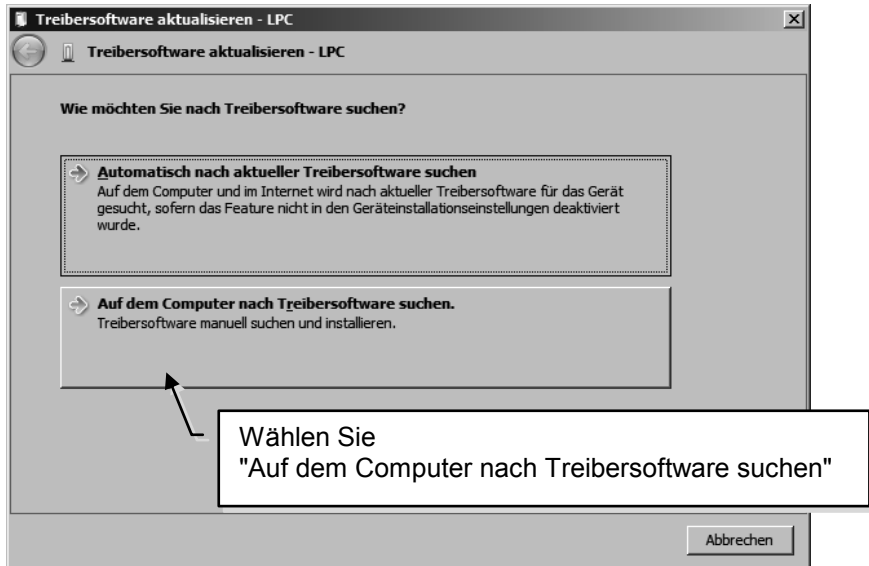 Treibersoftware aktualisieren - LPC
Treibersoftware aktualisieren - LPC
Wie möchten Sie nach Treibersoftware suchen?
Automatisch nach aktueller Treibersoftware suchen
Auf dem Computer und im Internet wird nach aktueller Treibersoftware für das Gerät
gesucht, sofern das Feature nicht in den Geräteinstallationseinstellungen deaktiviert
wurde.
Auf dem Computer nach Treibersoftware suchen.
Treibersoftware manuell suchen und installieren.
Wählen Sie
"Auf dem Computer nach Treibersoftware suchen"
Abbrechen